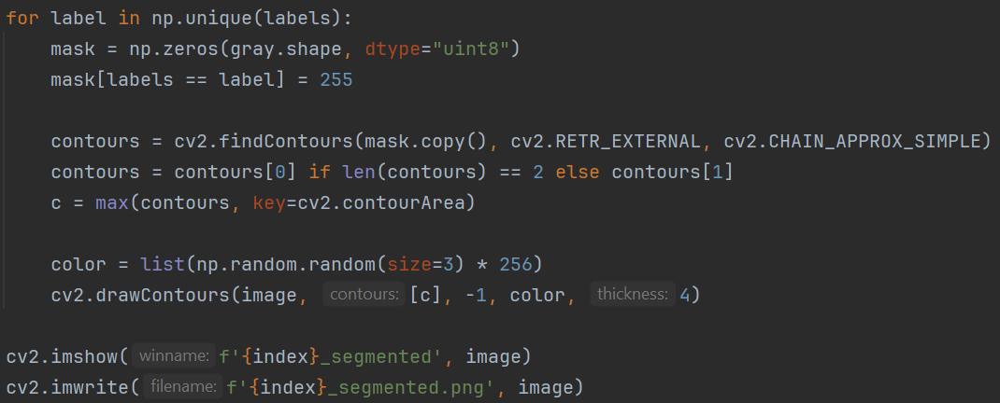 for label in np.unique(labels):
    mask = np.zeros(gray.shape, dtype="uint8")
    mask[labels == label] = 255

    contours = cv2.findContours(mask.copy(), cv2.RETR_EXTERNAL, cv2.CHAIN_APPROX_SIMPLE)
    contours = contours[0] if len(contours) == 2 else contours[1]
    c = max(contours, key=cv2.contourArea)

    color = list(np.random.random(size=3) * 256)
    cv2.drawContours(image, contours: [c], -1, color, thickness: 4)

cv2.imshow( winname: f'{index}_segmented', image)
cv2.imwrite( filename: f'{index}_segmented.png', image)